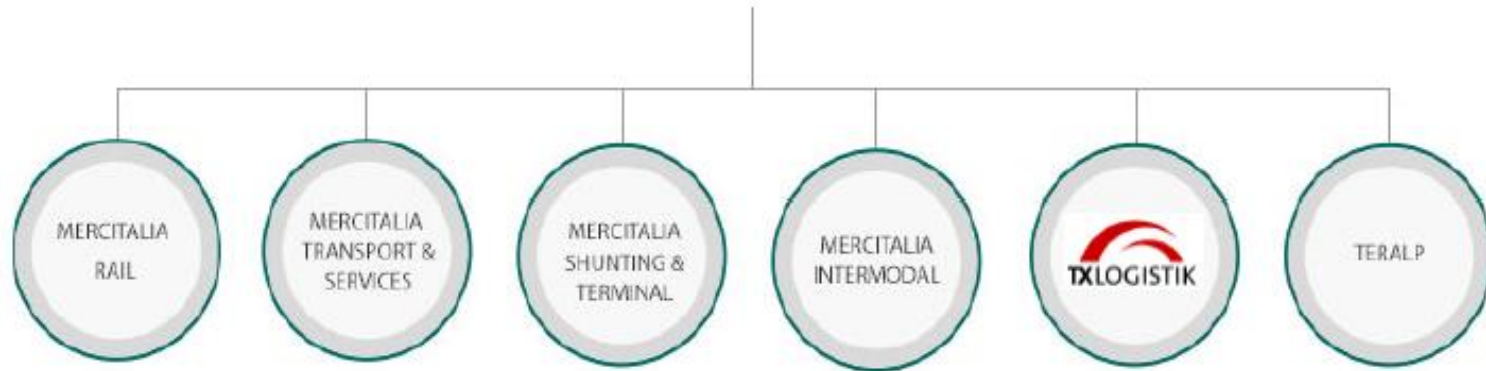 MERCITALIA
RAIL
MERCITALIA
TRANSPORT &
SERVICES
MERCITALIA
SHUNTING &
TERMINAL
MERCITALIA
INTERMODAL
TXLOGISTIK
TERALP